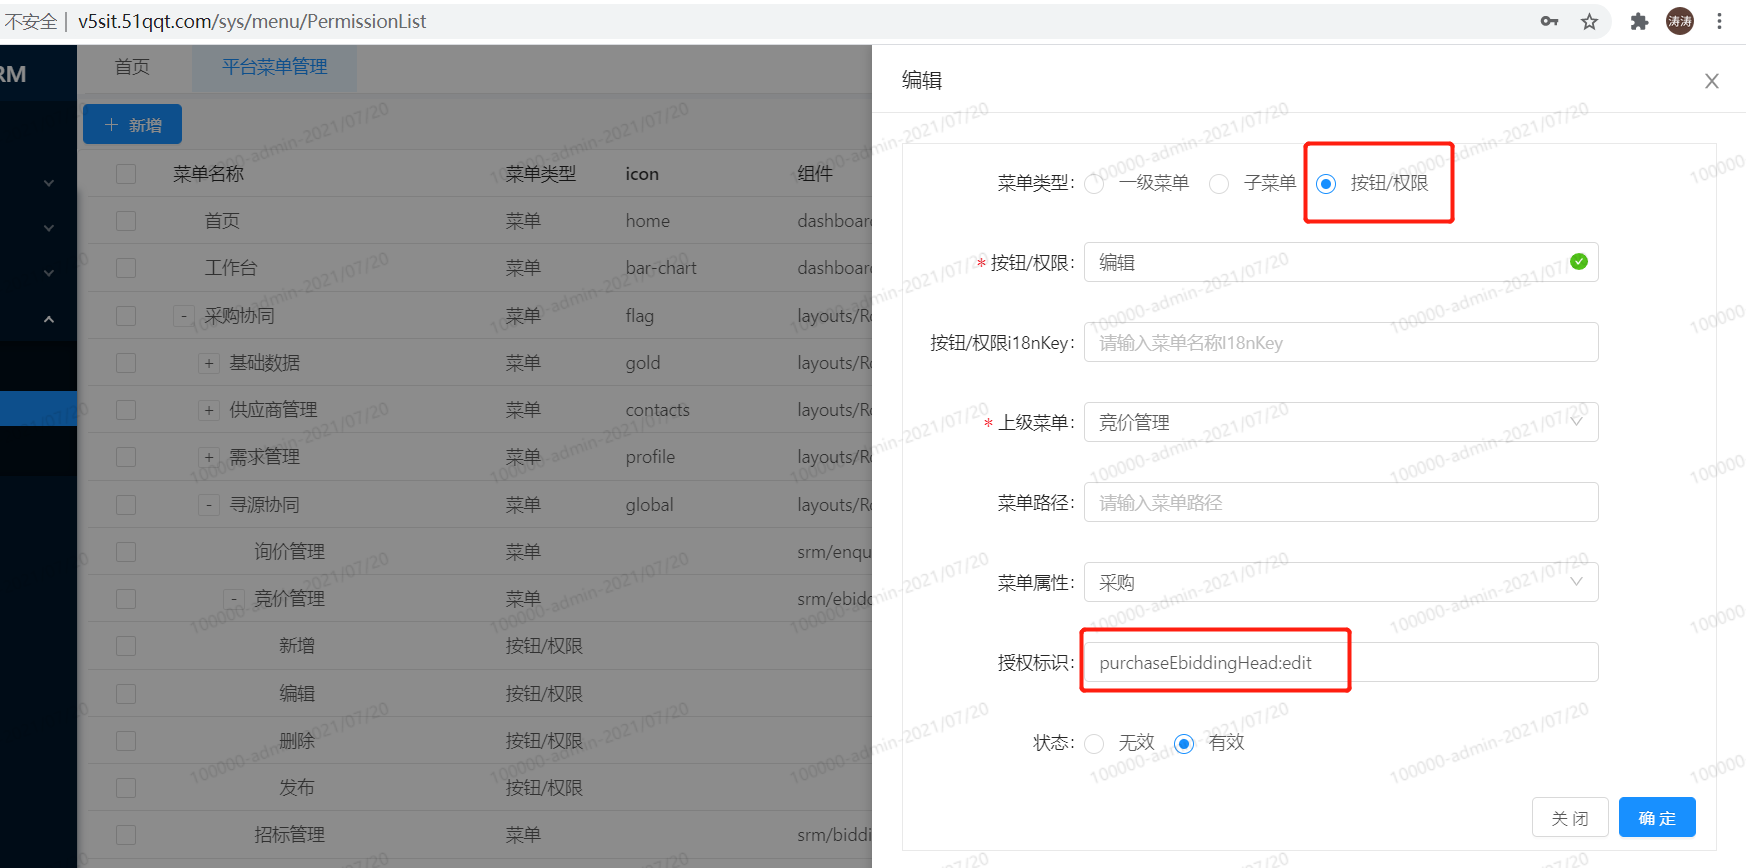 不安全 | v5sit.51qqt.com/sys/menu/PermissionList
涛涛
RM
首页 平台菜单管理
+ 新增
菜单名称 菜单类型 icon 组件
首页 菜单 home dashboard
工作台 菜单 bar-chart dashboard
- 采购协同 菜单 flag layouts/Ro
+ 基础数据 菜单 gold layouts/Ro
+ 供应商管理 菜单 contacts layouts/Ro
+ 需求管理 菜单 profile layouts/Ro
- 寻源协同 菜单 global layouts/Ro
询价管理 菜单 srm/enqu
- 竞价管理 菜单 srm/ebidd
新增 按钮/权限
编辑 按钮/权限
删除 按钮/权限
发布 按钮/权限
招标管理 菜单 srm/biddi
编辑
菜单类型： 一级菜单 子菜单 按钮/权限
* 按钮/权限： 编辑
按钮/权限i18nKey： 请输入菜单名称I18nKey
* 上级菜单： 竞价管理
菜单路径： 请输入菜单路径
菜单属性： 采购
授权标识： purchaseEbiddingHead:edit
状态： 无效 有效
关 闭 确 定
100000-admin-2021/07/20